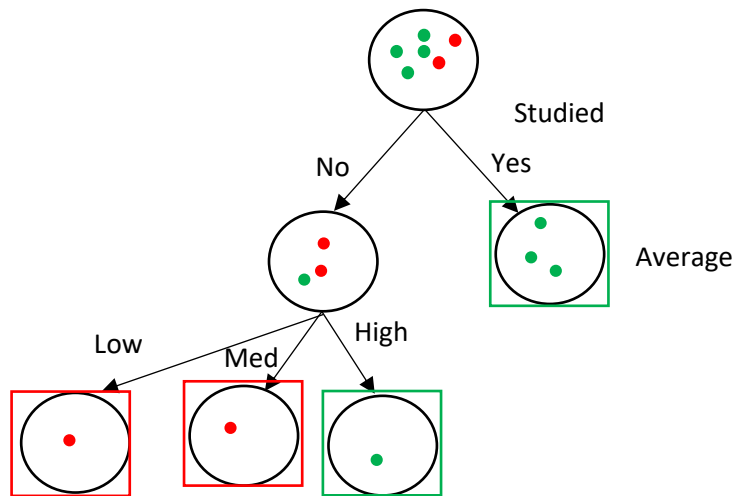 Studied
No
Yes
Average
Low
Med
High